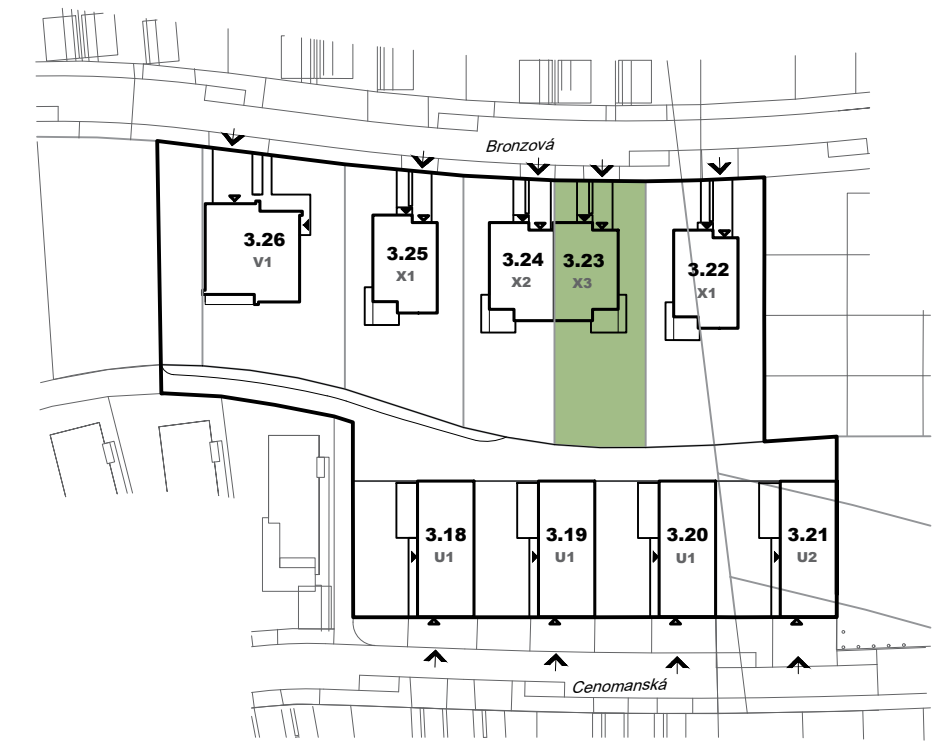 Bronzová
3.26
V1
3.25
X1
3.24
X2
3.23
X3
3.22
X1
3.18
U1
3.19
U1
3.20
U1
3.21
U2
Cenomanská